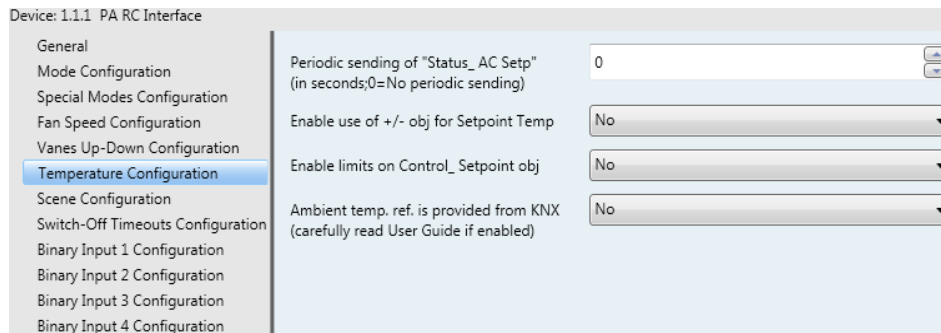 Device: 1.1.1 PA RC Interface
General
Mode Configuration
Special Modes Configuration
Fan Speed Configuration
Vanes Up-Down Configuration
Temperature Configuration
Scene Configuration
Switch-Off Timeouts Configuration
Binary Input 1 Configuration
Binary Input 2 Configuration
Binary Input 3 Configuration
Binary Input 4 Configuration
Periodic sending of "Status_ AC Setp"
(in seconds;0=No periodic sending)
0
Enable use of +/- obj for Setpoint Temp
No
Enable limits on Control_ Setpoint obj
No
Ambient temp. ref. is provided from KNX
(carefully read User Guide if enabled)
No